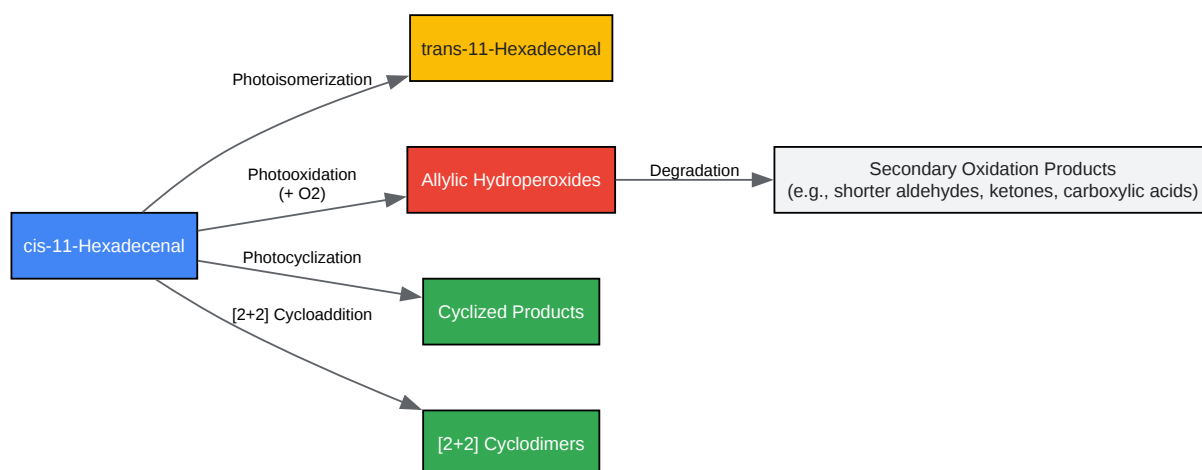 trans-11-Hexadecenal
Photoisomerization
Photooxidation
(+ O2)
Allylic Hydroperoxides
Degradation
Secondary Oxidation Products
(e.g., shorter aldehydes, ketones, carboxylic acids)
cis-11-Hexadecenal
Photocyclization
Cyclized Products
[2+2] Cycloaddition
[2+2] Cyclodimers